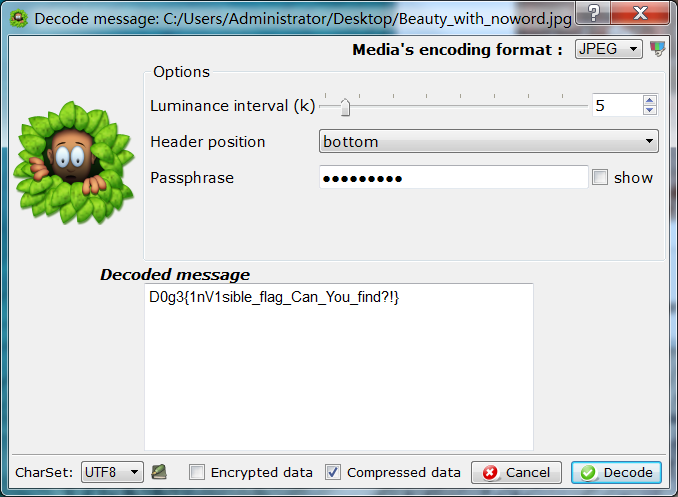 Decode message: C:/Users/Administrator/Desktop/Beauty_with_noword.jpg
Media's encoding format : JPEG
Options
Luminance interval (k) 5
Header position bottom
Passphrase ●●●●●●●●● show
Decoded message
D0g3{1nV1sible_flag_Can_You_find?!}
CharSet: UTF8 Encrypted data Compressed data Cancel Decode